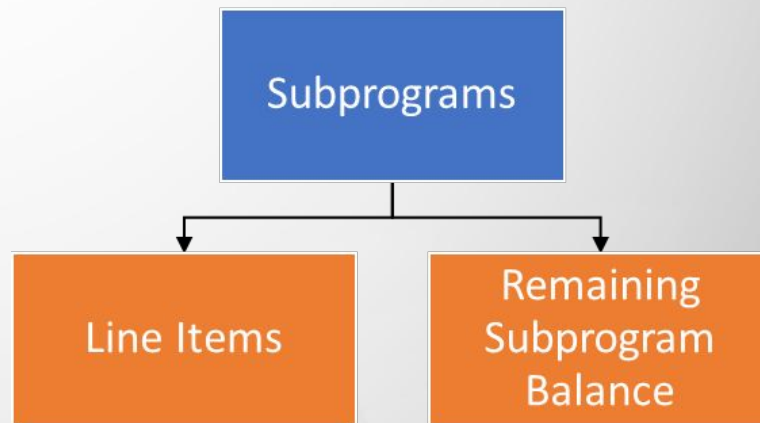 Subprograms
Line Items
Remaining
Subprogram
Balance